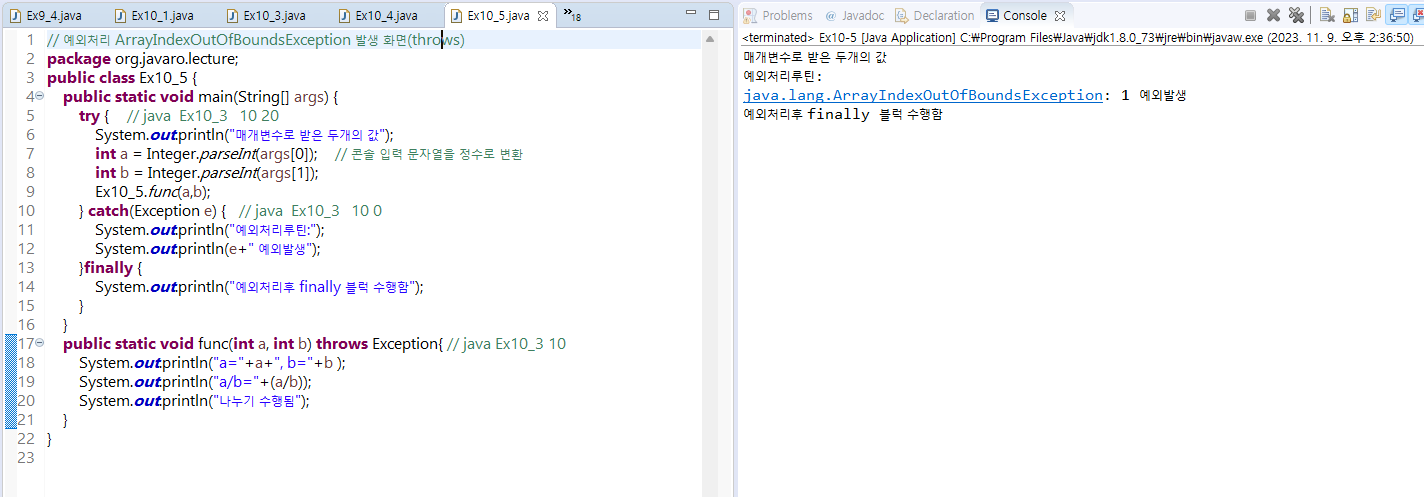 Ex9_4.java Ex10_1.java Ex10_3.java Ex10_4.java Ex10_5.java »18
1 // 예외처리 ArrayIndexOutOfBoundsException 발생 화면(throws)
2 package org.javaro.lecture;
3 public class Ex10_5 {
4 public static void main(String[] args) {
5 try { // java Ex10_3 10 20
6 System.out.println("매개변수로 받은 두개의 값");
7 int a = Integer.parseInt(args[0]); // 콘솔 입력 문자열을 정수로 변환
8 int b = Integer.parseInt(args[1]);
9 Ex10_5.func(a,b);
10 } catch(Exception e) { // java Ex10_3 10 0
11 System.out.println("예외처리루틴:");
12 System.out.println(e+" 예외발생");
13 }finally {
14 System.out.println("예외처리후 finally 블럭 수행함");
15 }
16 }
17 public static void func(int a, int b) throws Exception{ // java Ex10_3 10
18 System.out.println("a="+a+", b="+b );
19 System.out.println("a/b="+(a/b));
20 System.out.println("나누기 수행됨");
21 }
22 }
23
Problems @ Javadoc Declaration Console
<terminated> Ex10-5 [Java Application] C:₩Program Files₩Java₩jdk1.8.0_73₩jre₩bin₩javaw.exe (2023. 11. 9. 오후 2:36:50)
매개변수로 받은 두개의 값
예외처리루틴:
java.lang.ArrayIndexOutOfBoundsException: 1 예외발생
예외처리후 finally 블럭 수행함